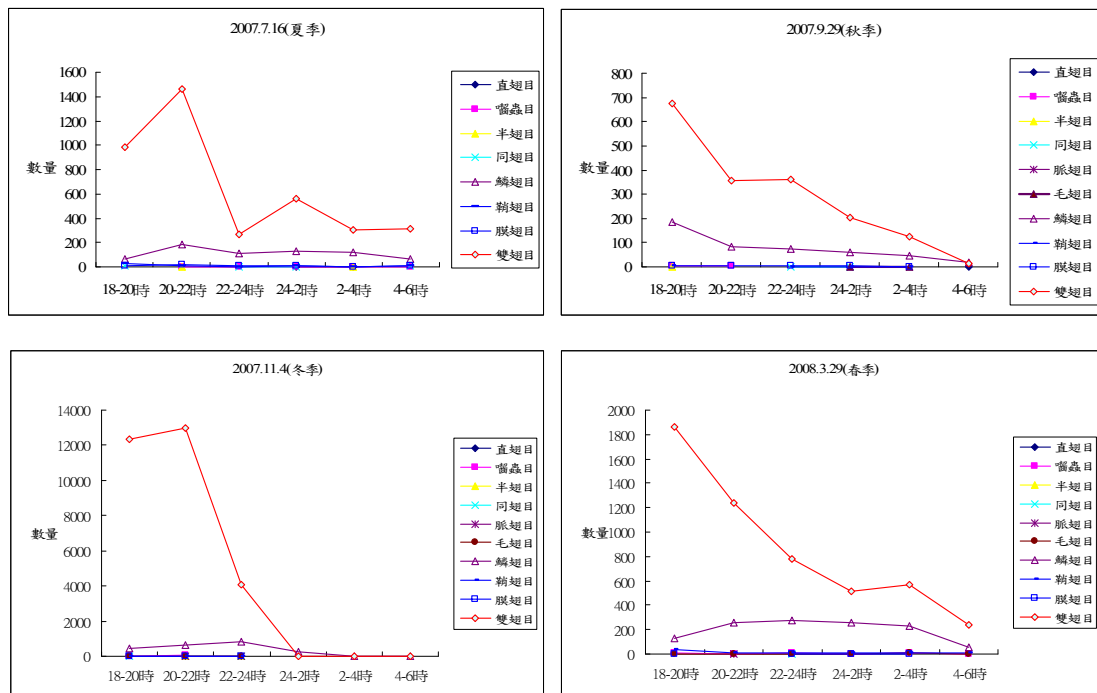 2007.7.16(夏季)
1600
1400
1200
1000
800
600
400
200
0
數量
18-20時 20-22時 22-24時 24-2時 2-4時 4-6時
直翅目
嚙蟲目
半翅目
同翅目
鱗翅目
鞘翅目
膜翅目
雙翅目
2007.9.29(秋季)
800
700
600
500
400
300
200
100
0
數量
18-20時 20-22時 22-24時 24-2時 2-4時 4-6時
直翅目
嚙蟲目
半翅目
同翅目
脈翅目
毛翅目
鱗翅目
鞘翅目
膜翅目
雙翅目
2007.11.4(冬季)
14000
12000
10000
8000
6000
4000
2000
0
數量
18-20時 20-22時 22-24時 24-2時 2-4時 4-6時
直翅目
嚙蟲目
半翅目
同翅目
脈翅目
毛翅目
鱗翅目
鞘翅目
膜翅目
雙翅目
2008.3.29(春季)
2000
1800
1600
1400
1200
1000
800
600
400
200
0
數量
18-20時 20-22時 22-24時 24-2時 2-4時 4-6時
直翅目
嚙蟲目
半翅目
同翅目
脈翅目
毛翅目
鱗翅目
鞘翅目
膜翅目
雙翅目